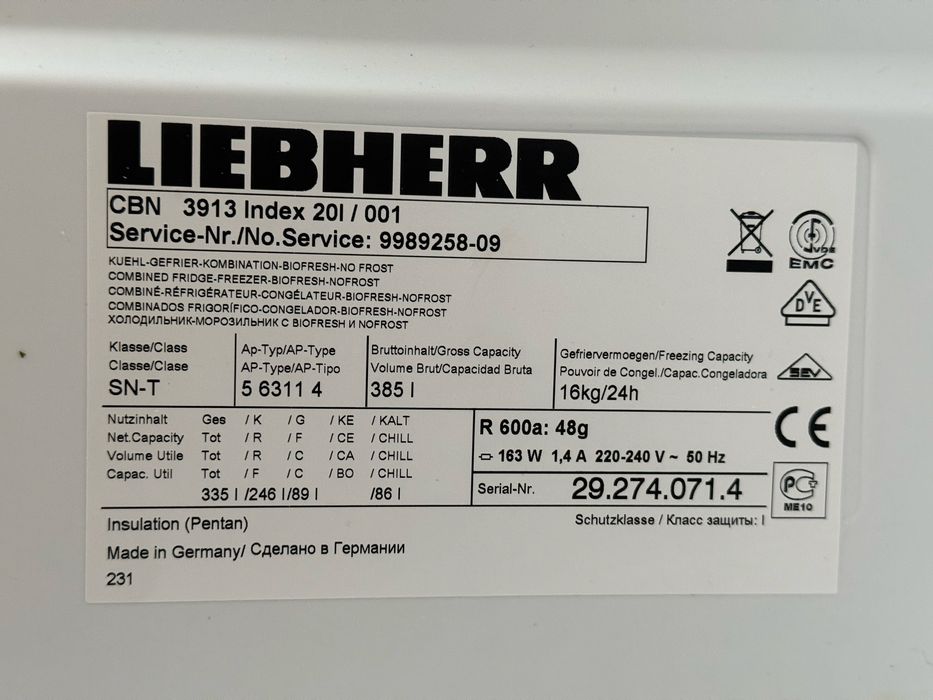 LIEBHERR
CBN 3913 Index 20I / 001
Service-Nr./No.Service: 9989258-09
KUEHL-GEFRIER-KOMBINATION-BIOFRESH-NO FROST
COMBINED FRIDGE-FREEZER-BIOFRESH-NO FROST
COMBINÉ-RÉFRIGÉRATEUR-CONGÉLATEUR-BIOFRESH-NOFROST
COMBINADOS FRIGORÍFICO-CONGELADOR-BIOFRESH-NOFROST
ХОЛОДИЛЬНИК-МОРОЗИЛЬНИК С BIOFRESH И NOFROST
VDE
EMC
DVE
SEV
Klasse/Class
Classe/Clase
SN-T
Ap-Typ/AP-Type
AP-Type/AP-Tipo
5 6311 4
Bruttoinhalt/Gross Capacity
Volume Brut/Capacidad Bruta
385 l
Gefriervermoegen/Freezing Capacity
Pouvoir de Congel./Capac.Congeladora
16kg/24h
Nutzinhalt Ges / K / G / KE / KALT
Net.Capacity Tot / R / F / CE / CHILL
Volume Utile Tot / R / C / CA / CHILL
Capac. Util Tot / F / C / BO / CHILL
335 l /246 l/89 l /86 l
R 600a: 48g
163 W 1,4 A 220-240 V ~ 50 Hz
Serial-Nr. 29.274.071.4
CE
РСТ
ME10
Insulation (Pentan)
Schutzklasse / Класс защиты: I
Made in Germany/ Сделано в Германии
231